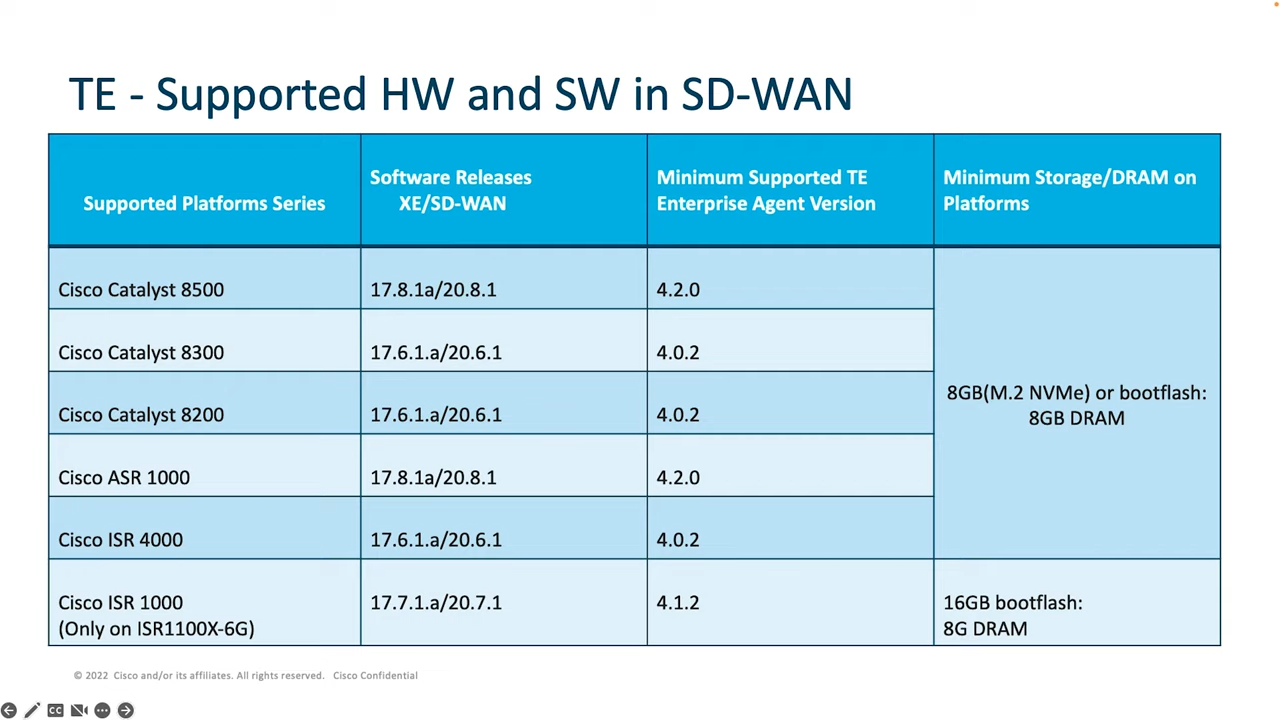 TE - Supported HW and SW in SD-WAN
Supported Platforms Series
Software Releases
XE/SD-WAN
Minimum Supported TE
Enterprise Agent Version
Minimum Storage/DRAM on
Platforms
Cisco Catalyst 8500
17.8.1a/20.8.1
4.2.0
8GB(M.2 NVMe) or bootflash:
8GB DRAM
Cisco Catalyst 8300
17.6.1.a/20.6.1
4.0.2
Cisco Catalyst 8200
17.6.1.a/20.6.1
4.0.2
Cisco ASR 1000
17.8.1a/20.8.1
4.2.0
Cisco ISR 4000
17.6.1.a/20.6.1
4.0.2
Cisco ISR 1000
(Only on ISR1100X-6G)
17.7.1.a/20.7.1
4.1.2
16GB bootflash:
8G DRAM
© 2022 Cisco and/or its affiliates. All rights reserved. Cisco Confidential
CC